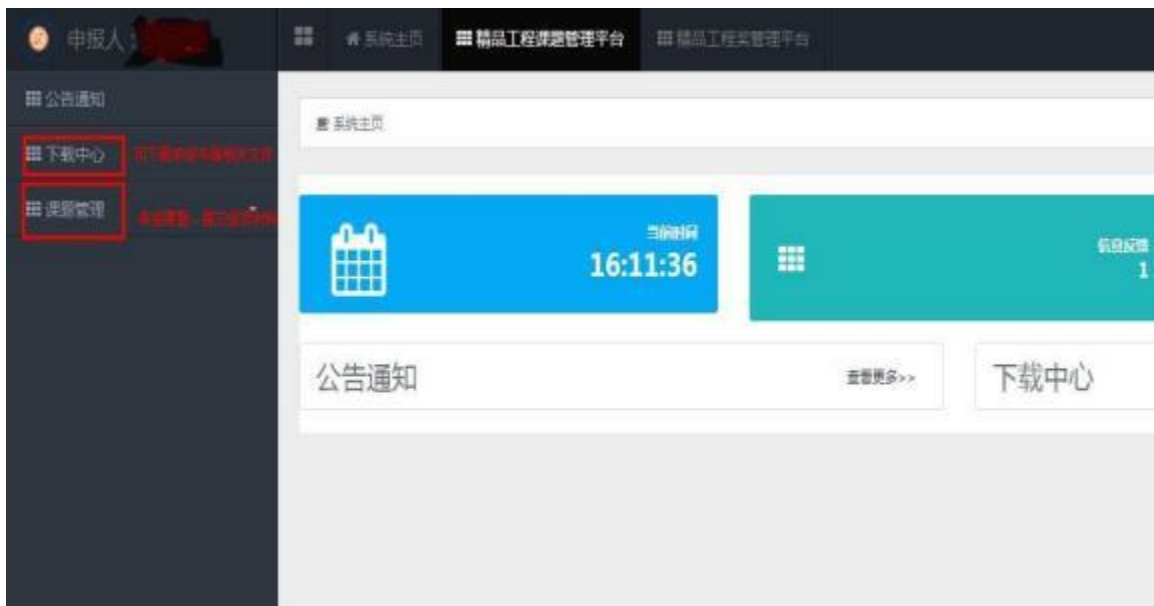 申报人：
系统主页
精品工程课题管理平台
精品工程奖管理平台
公告通知
下载中心
课题管理
系统主页
当前时间
16:11:36
信息反馈
1
公告通知
查看更多>>
下载中心